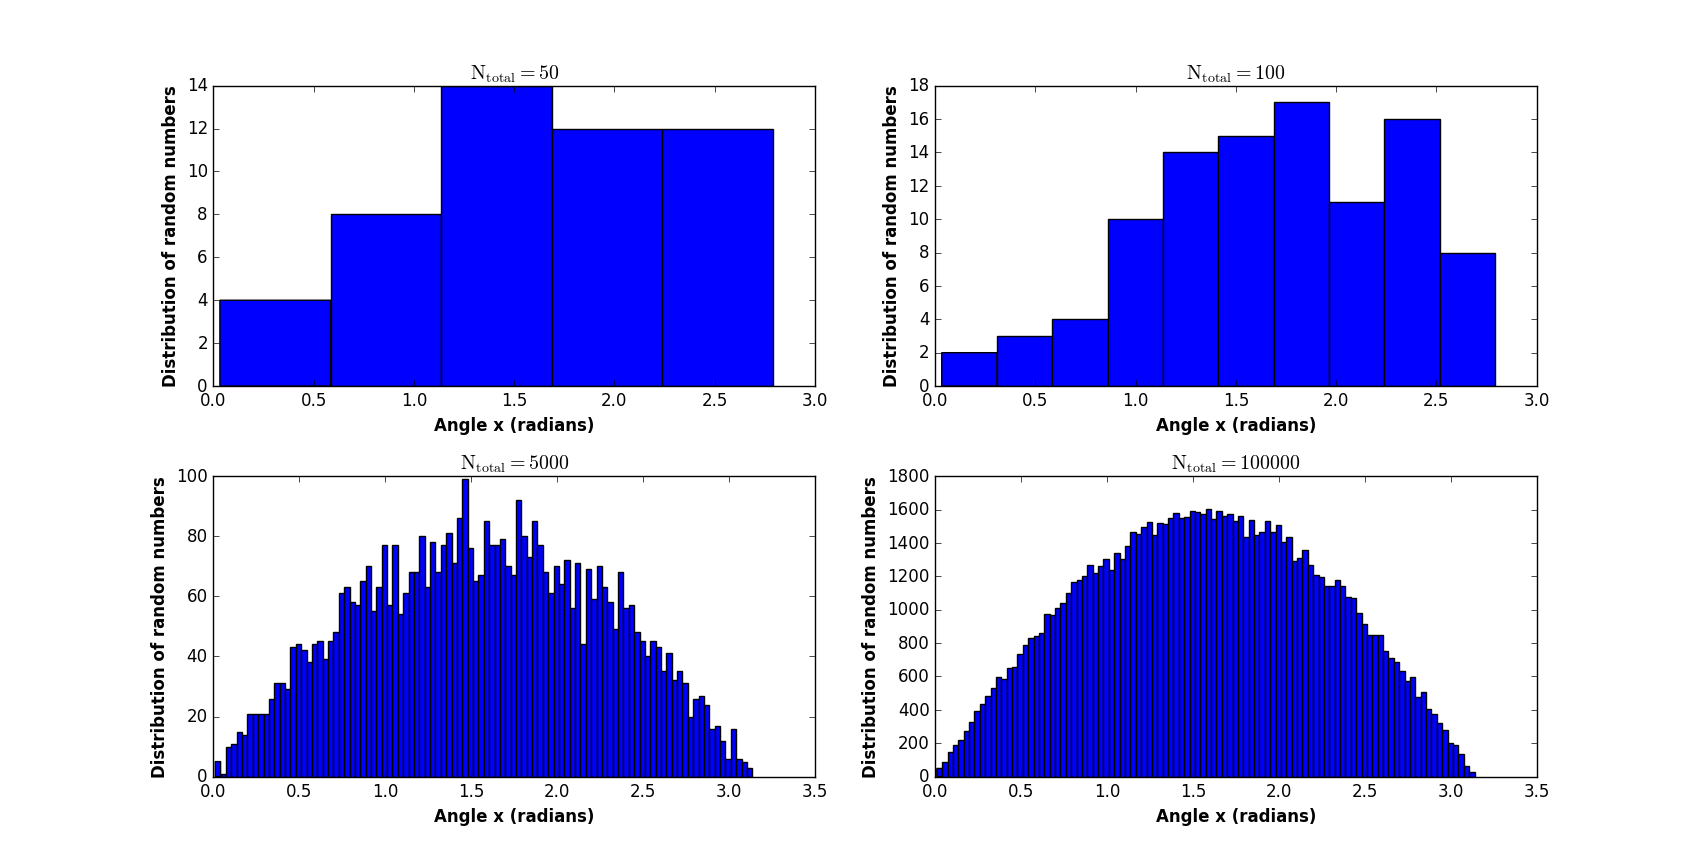 N_total = 50
14
12
10
8
6
4
2
0
0.0 0.5 1.0 1.5 2.0 2.5 3.0
Distribution of random numbers
Angle x (radians)
N_total = 100
18
16
14
12
10
8
6
4
2
0
0.0 0.5 1.0 1.5 2.0 2.5 3.0
Distribution of random numbers
Angle x (radians)
N_total = 5000
100
80
60
40
20
0
0.0 0.5 1.0 1.5 2.0 2.5 3.0 3.5
Distribution of random numbers
Angle x (radians)
N_total = 100000
1800
1600
1400
1200
1000
800
600
400
200
0
0.0 0.5 1.0 1.5 2.0 2.5 3.0 3.5
Distribution of random numbers
Angle x (radians)